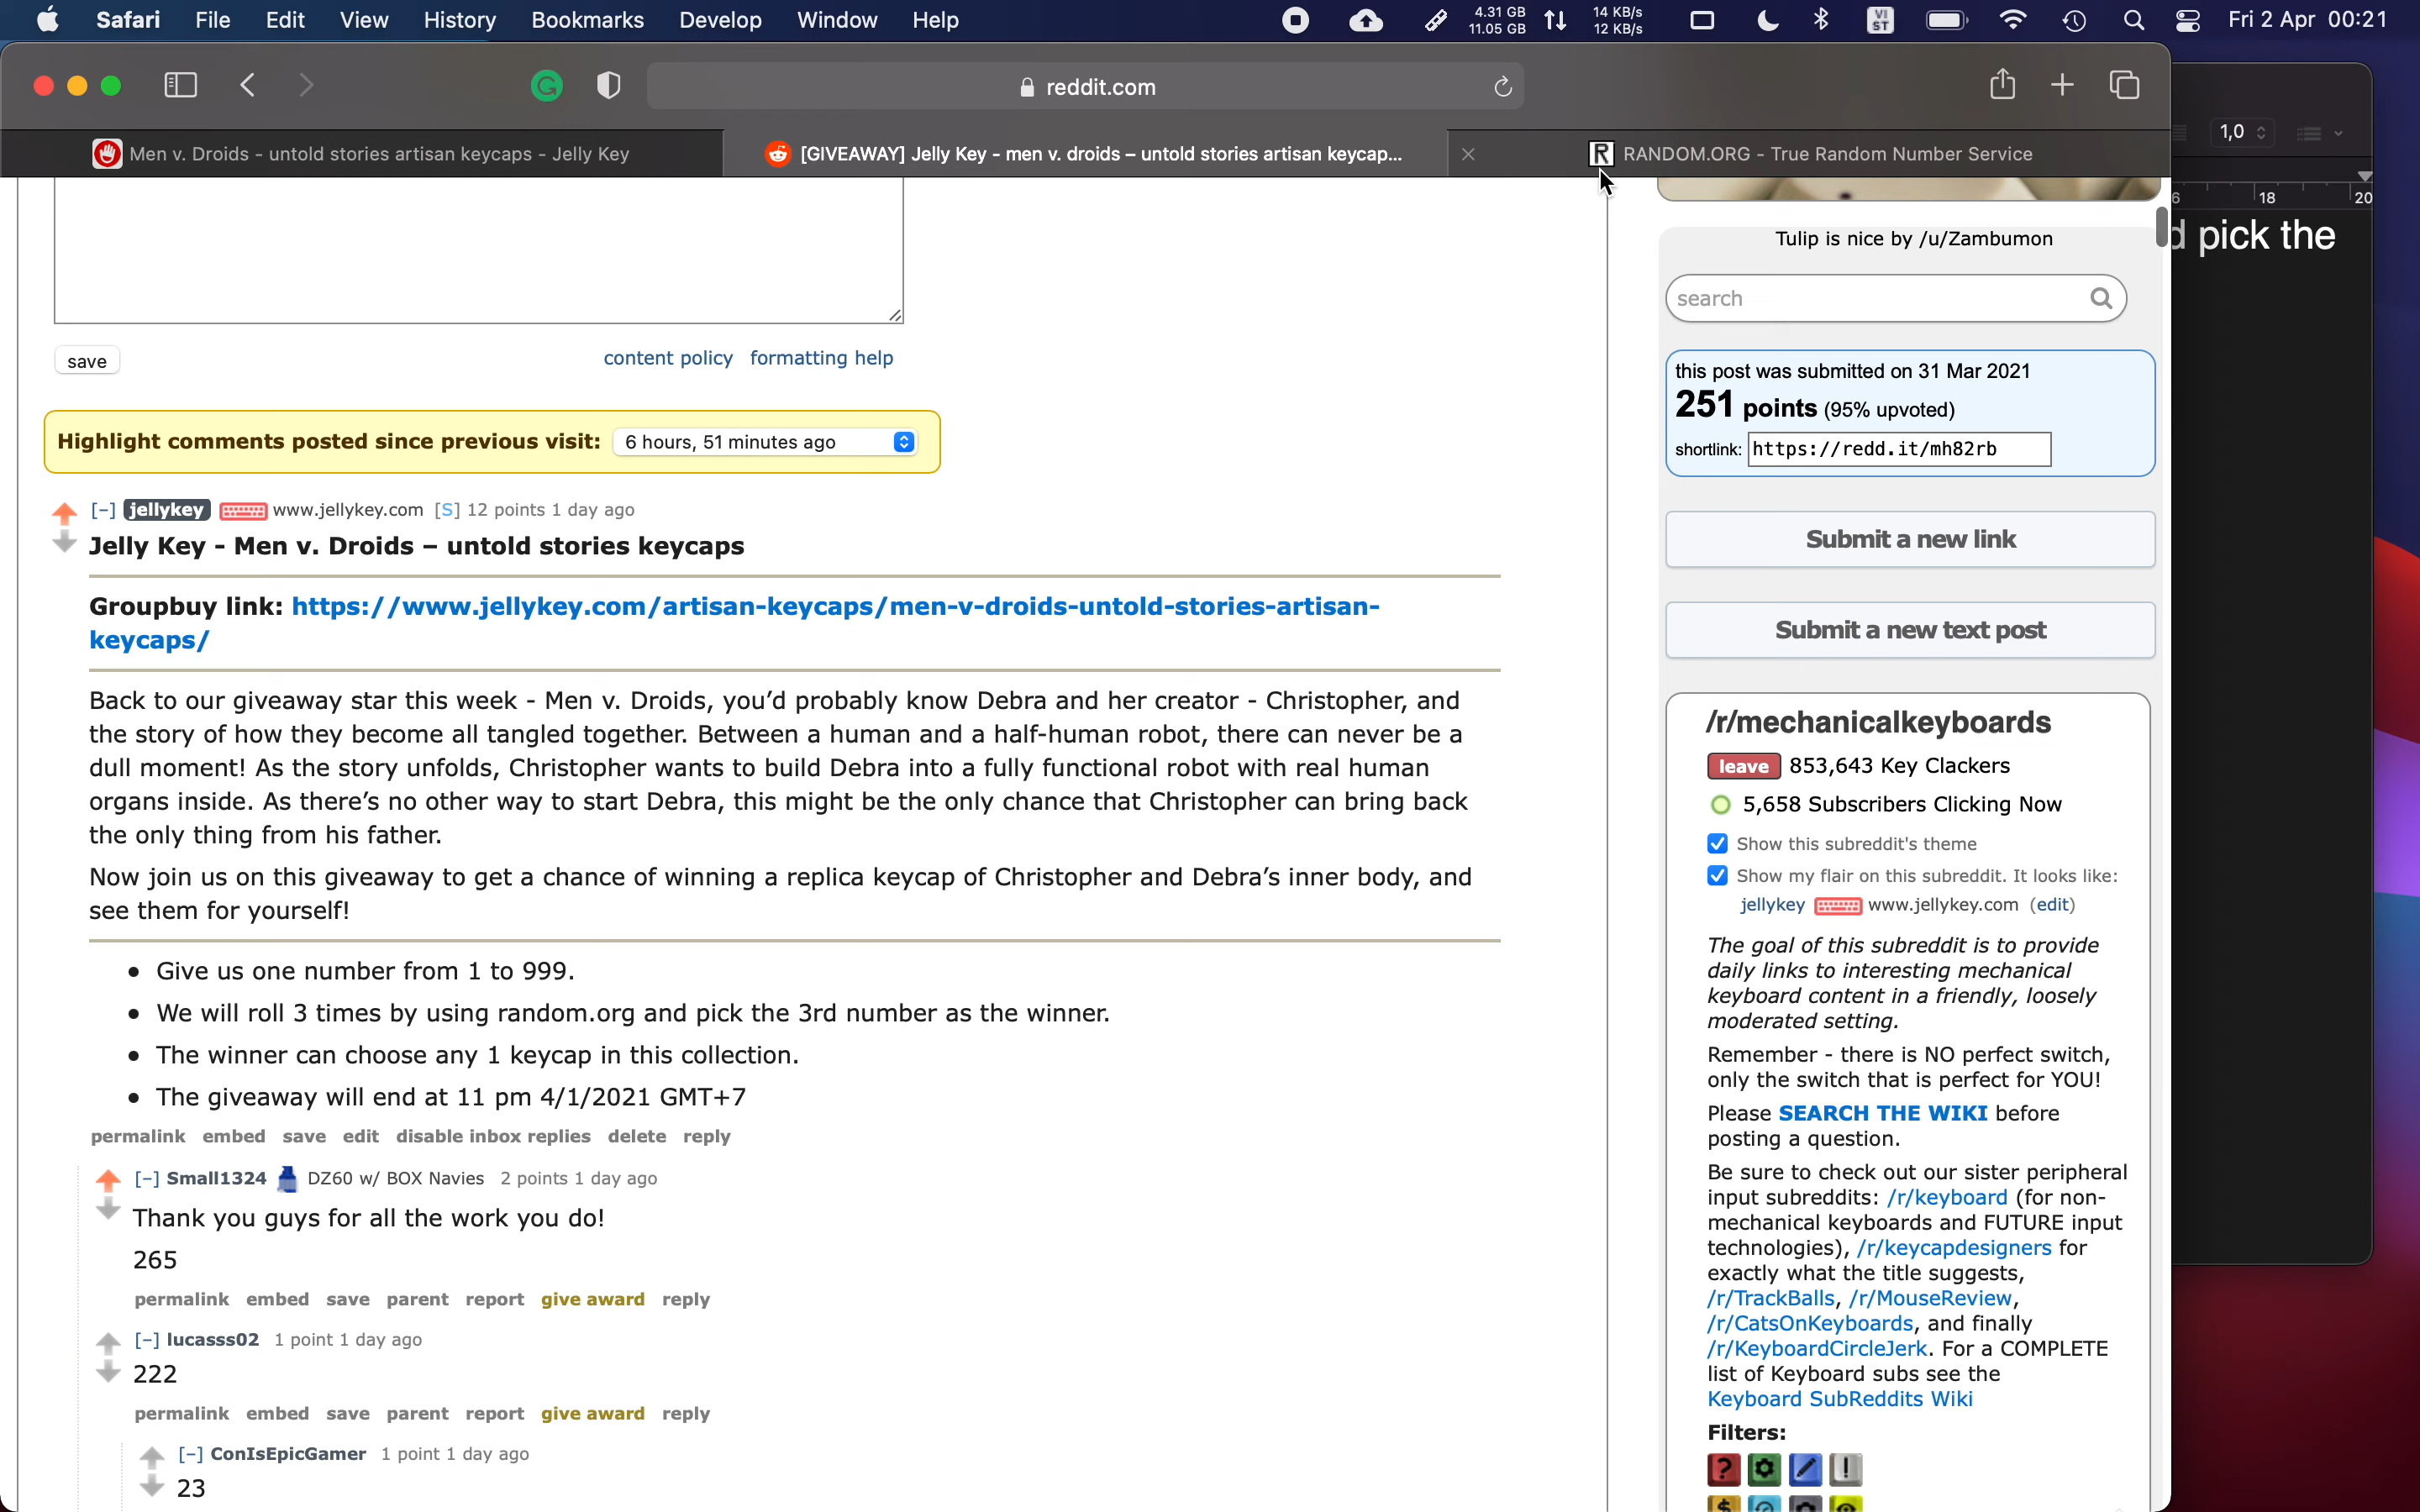 Safari File Edit View History Bookmarks Develop Window Help
4.31 GB
11.05 GB
14 KB/s
12 KB/s
VI
ST
Fri 2 Apr 00:21
reddit.com
Men v. Droids - untold stories artisan keycaps - Jelly Key
[GIVEAWAY] Jelly Key - men v. droids – untold stories artisan keycap...
RANDOM.ORG - True Random Number Service
save
content policy formatting help
Highlight comments posted since previous visit: 6 hours, 51 minutes ago
[-] jellykey www.jellykey.com [S] 12 points 1 day ago
Jelly Key - Men v. Droids – untold stories keycaps
Groupbuy link: https://www.jellykey.com/artisan-keycaps/men-v-droids-untold-stories-artisan-
keycaps/
Back to our giveaway star this week - Men v. Droids, you’d probably know Debra and her creator - Christopher, and
the story of how they become all tangled together. Between a human and a half-human robot, there can never be a
dull moment! As the story unfolds, Christopher wants to build Debra into a fully functional robot with real human
organs inside. As there’s no other way to start Debra, this might be the only chance that Christopher can bring back
the only thing from his father.
Now join us on this giveaway to get a chance of winning a replica keycap of Christopher and Debra’s inner body, and
see them for yourself!
• Give us one number from 1 to 999.
• We will roll 3 times by using random.org and pick the 3rd number as the winner.
• The winner can choose any 1 keycap in this collection.
• The giveaway will end at 11 pm 4/1/2021 GMT+7
permalink embed save edit disable inbox replies delete reply
[-] Small1324 DZ60 w/ BOX Navies 2 points 1 day ago
Thank you guys for all the work you do!
265
permalink embed save parent report give award reply
[-] lucasss02 1 point 1 day ago
222
permalink embed save parent report give award reply
[-] ConIsEpicGamer 1 point 1 day ago
23
Tulip is nice by /u/Zambumon
search
this post was submitted on 31 Mar 2021
251 points (95% upvoted)
shortlink: https://redd.it/mh82rb
Submit a new link
Submit a new text post
/r/mechanicalkeyboards
leave 853,643 Key Clackers
5,658 Subscribers Clicking Now
Show this subreddit's theme
Show my flair on this subreddit. It looks like:
jellykey www.jellykey.com (edit)
The goal of this subreddit is to provide
daily links to interesting mechanical
keyboard content in a friendly, loosely
moderated setting.
Remember - there is NO perfect switch,
only the switch that is perfect for YOU!
Please SEARCH THE WIKI before
posting a question.
Be sure to check out our sister peripheral
input subreddits: /r/keyboard (for non-
mechanical keyboards and FUTURE input
technologies), /r/keycapdesigners for
exactly what the title suggests,
/r/TrackBalls, /r/MouseReview,
/r/CatsOnKeyboards, and finally
/r/KeyboardCircleJerk. For a COMPLETE
list of Keyboard subs see the
Keyboard SubReddits Wiki
Filters:
1,0
18 20
d pick the